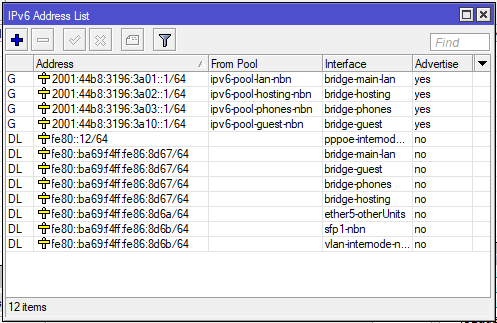 IPv6 Address List
Find
Address From Pool Interface Advertise
G 2001:44b8:3196:3a01::1/64 ipv6-pool-lan-nbn bridge-main-lan yes
G 2001:44b8:3196:3a02::1/64 ipv6-pool-hosting-nbn bridge-hosting yes
G 2001:44b8:3196:3a03::1/64 ipv6-pool-phones-nbn bridge-phones yes
G 2001:44b8:3196:3a10::1/64 ipv6-pool-guest-nbn bridge-guest yes
DL fe80::12/64 pppoe-internod... no
DL fe80::ba69:f4ff:fe86:8d67/64 bridge-main-lan no
DL fe80::ba69:f4ff:fe86:8d67/64 bridge-guest no
DL fe80::ba69:f4ff:fe86:8d67/64 bridge-phones no
DL fe80::ba69:f4ff:fe86:8d67/64 bridge-hosting no
DL fe80::ba69:f4ff:fe86:8d6a/64 ether5-otherUnits no
DL fe80::ba69:f4ff:fe86:8d6b/64 sfp1-nbn no
DL fe80::ba69:f4ff:fe86:8d6b/64 vlan-internode-n... no
12 items